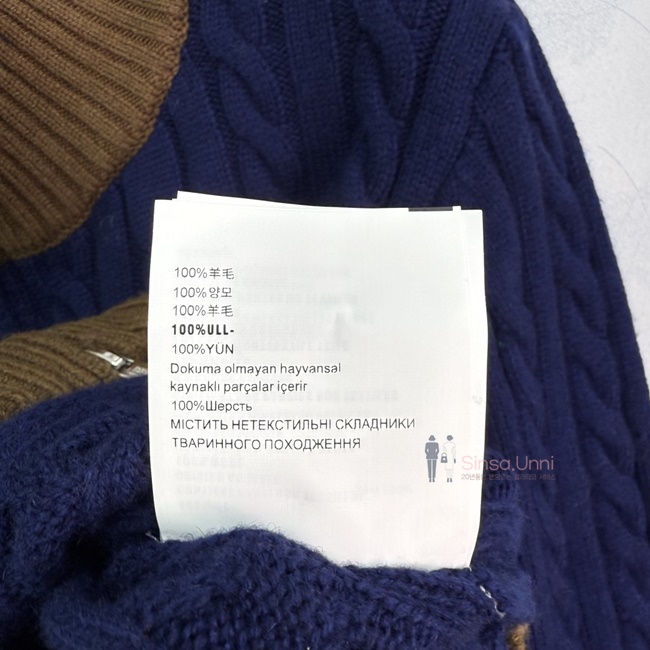 100%羊毛
100%양모
100%羊毛
100%ULL-
100%YÜN
Dokuma olmayan hayvansal
kaynaklı parçalar içerir
100%Шерсть
МІСТИТЬ НЕТЕКСТИЛЬНІ СКЛАДНИКИ
ТВАРИННОГО ПОХОДЖЕННЯ
Sinsa.Unni